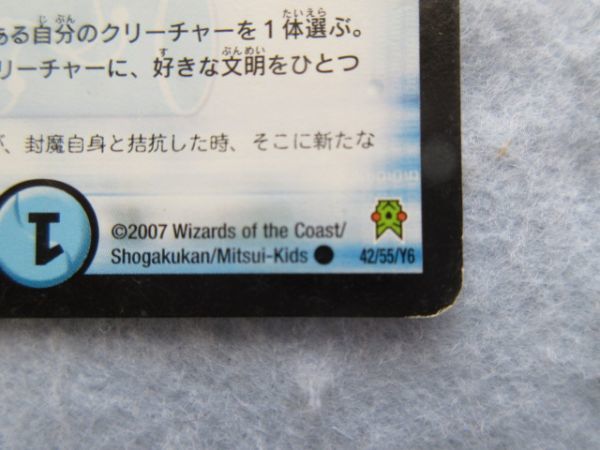 ある自分のクリーチャーを1体選ぶ。
リーチャーに、好きな文明をひとつ
、封魔自身と拮抗した時、そこに新たな
1
©2007 Wizards of the Coast/
Shogakukan/Mitsui-Kids
42/55/Y6